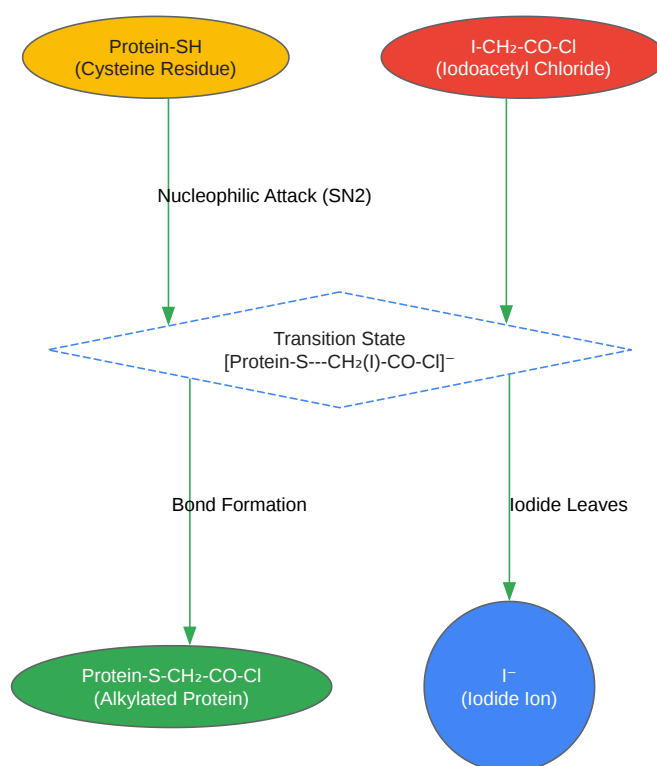 Protein-SH
(Cysteine Residue)
I-CH₂-CO-Cl
(Iodoacetyl Chloride)
Nucleophilic Attack (SN2)
Transition State
[Protein-S---CH₂(I)-CO-Cl]⁻
Bond Formation
Iodide Leaves
Protein-S-CH₂-CO-Cl
(Alkylated Protein)
I⁻
(Iodide Ion)